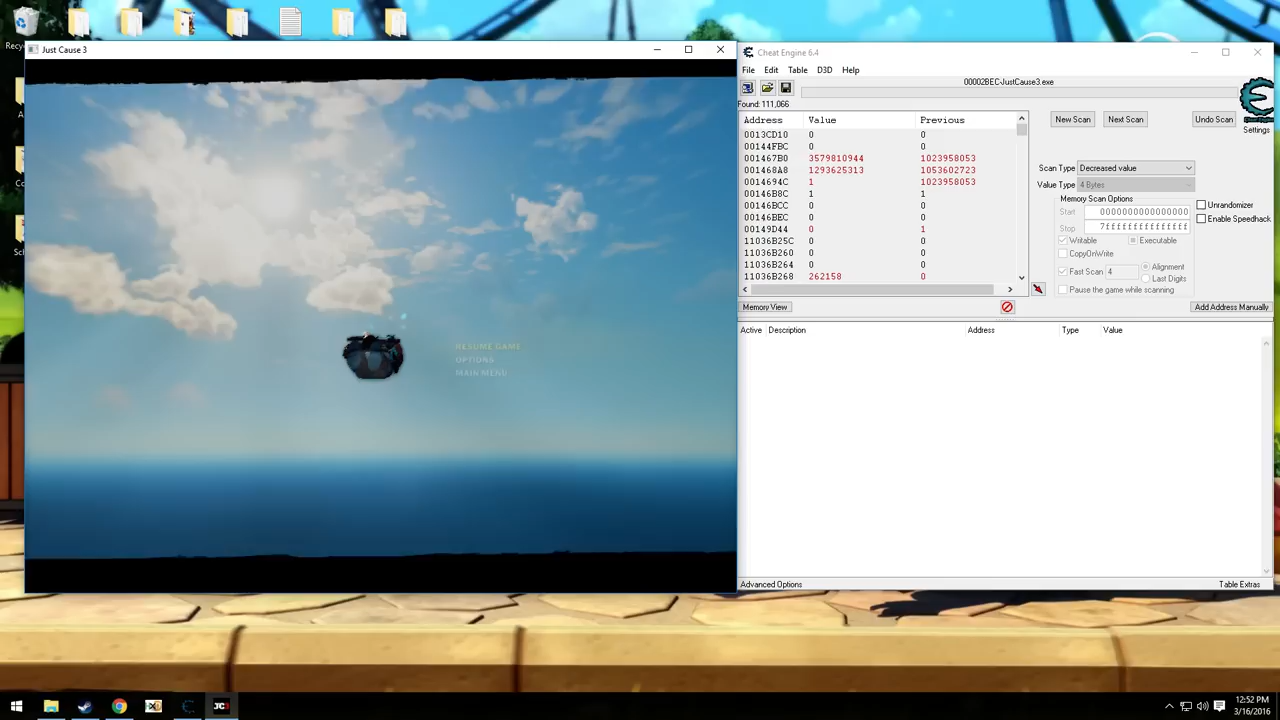 Just Cause 3
RESUME GAME
OPTIONS
MAIN MENU
Cheat Engine 6.4
File Edit Table D3D Help
00002BEC-JustCause3.exe
Found: 111,066
Address Value Previous
0013CD10 0 0
00144FBC 0 0
001467B0 3579810944 1023958053
001468A8 1293625313 1053602723
0014694C 1 1023958053
00146B8C 1 1
00146BCC 0 0
00146BEC 0 0
00149D44 0 1
11036B25C 0 0
11036B260 0 0
11036B264 0 0
11036B268 262158 0
New Scan Next Scan Undo Scan
Settings
Scan Type Decreased value
Value Type 4 Bytes
Memory Scan Options
Start 0000000000000000
Stop 7fffffffffffffff
Writable Executable
CopyOnWrite
Fast Scan 4 Alignment
Last Digits
Pause the game while scanning
Unrandomizer
Enable Speedhack
Memory View Add Address Manually
Active Description Address Type Value
Advanced Options Table Extras
JC3
12:52 PM
3/16/2016